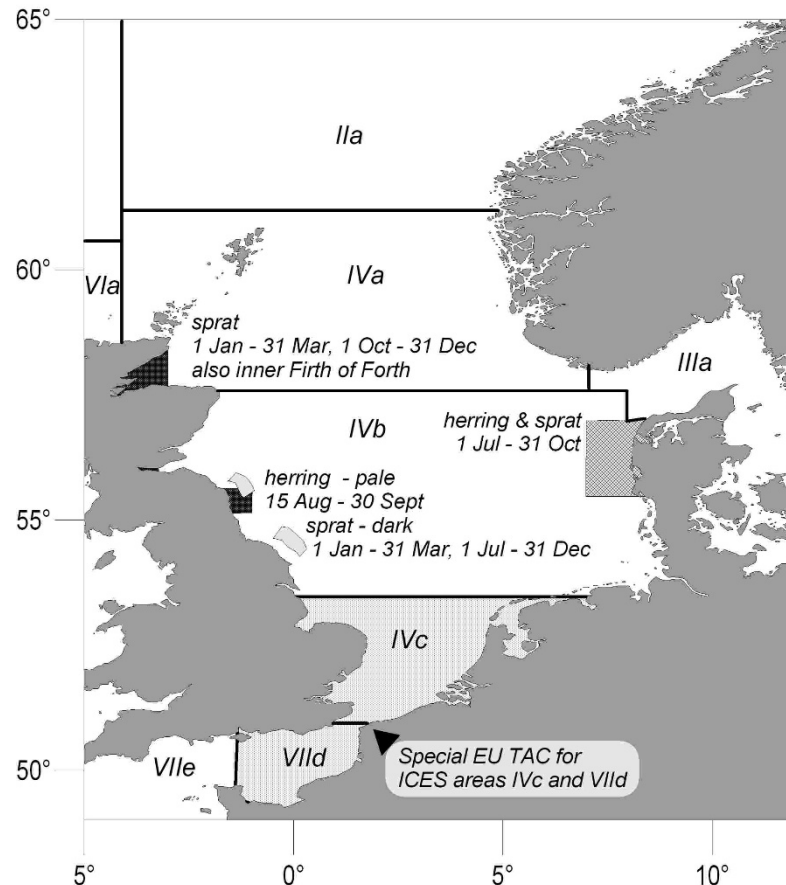 65°
IIa
60°
VIa
IVa
sprat
1 Jan - 31 Mar, 1 Oct - 31 Dec
also inner Firth of Forth
IIIa
IVb
herring & sprat
1 Jul - 31 Oct
herring - pale
15 Aug - 30 Sept
55°
sprat - dark
1 Jan - 31 Mar, 1 Jul - 31 Dec
IVc
50°
VIIe
VIId
Special EU TAC for
ICES areas IVc and VIId
5°
0°
5°
10°